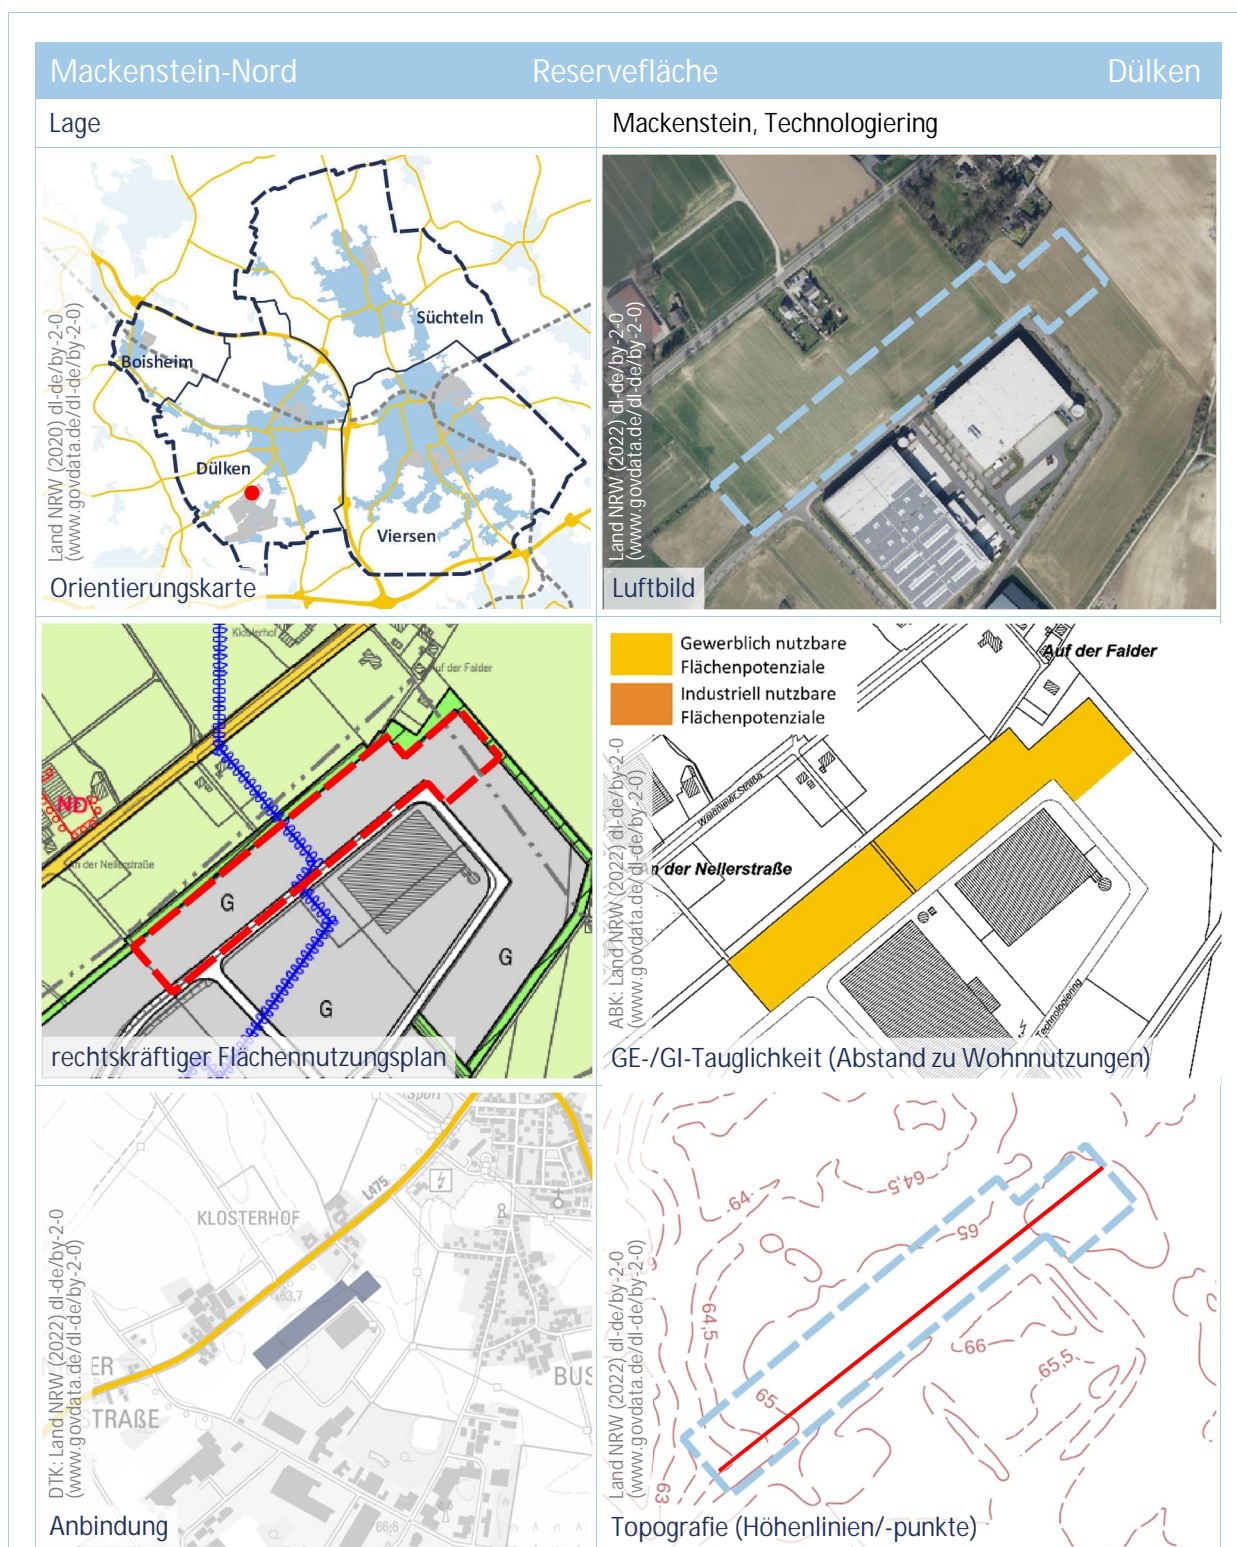 Mackenstein-Nord Reservefläche Dülken
Lage
Mackenstein, Technologiering
Land NRW (2020) dl-de/by-2-0
(www.govdata.de/dl-de/by-2-0)
Süchteln
Boisheim
Dülken
Viersen
Orientierungskarte
Land NRW (2022) dl-de/by-2-0
(www.govdata.de/dl-de/by-2-0)
Luftbild
Klosterhof
Auf der Falder
ND
An der Nellerstraße
G
G
G
rechtskräftiger Flächennutzungsplan
Gewerblich nutzbare
Flächenpotenziale
Industriell nutzbare
Flächenpotenziale
Auf der Falder
Waldnieler Straße
An der Nellerstraße
Technologiering
ABK: Land NRW (2022) dl-de/by-2-0
(www.govdata.de/dl-de/by-2-0)
GE-/GI-Tauglichkeit (Abstand zu Wohnnutzungen)
Sport
L475
KLOSTERHOF
63,7
ER
STRAßE
BUS
66,6
DTK: Land NRW (2022) dl-de/by-2-0
(www.govdata.de/dl-de/by-2-0)
Anbindung
64
64,5
65
65
64,5
66
65,5
65
63
Land NRW (2022) dl-de/by-2-0
(www.govdata.de/dl-de/by-2-0)
Topografie (Höhenlinien/-punkte)